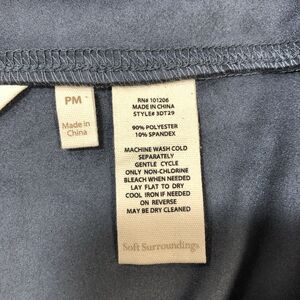 PM
Made in
China
RN# 101206
MADE IN CHINA
STYLE# 3DT29
90% POLYESTER
10% SPANDEX
MACHINE WASH COLD
SEPARATELY
GENTLE CYCLE
ONLY NON-CHLORINE
BLEACH WHEN NEEDED
LAY FLAT TO DRY
COOL IRON IF NEEDED
ON REVERSE
MAY BE DRY CLEANED
Soft Surroundings